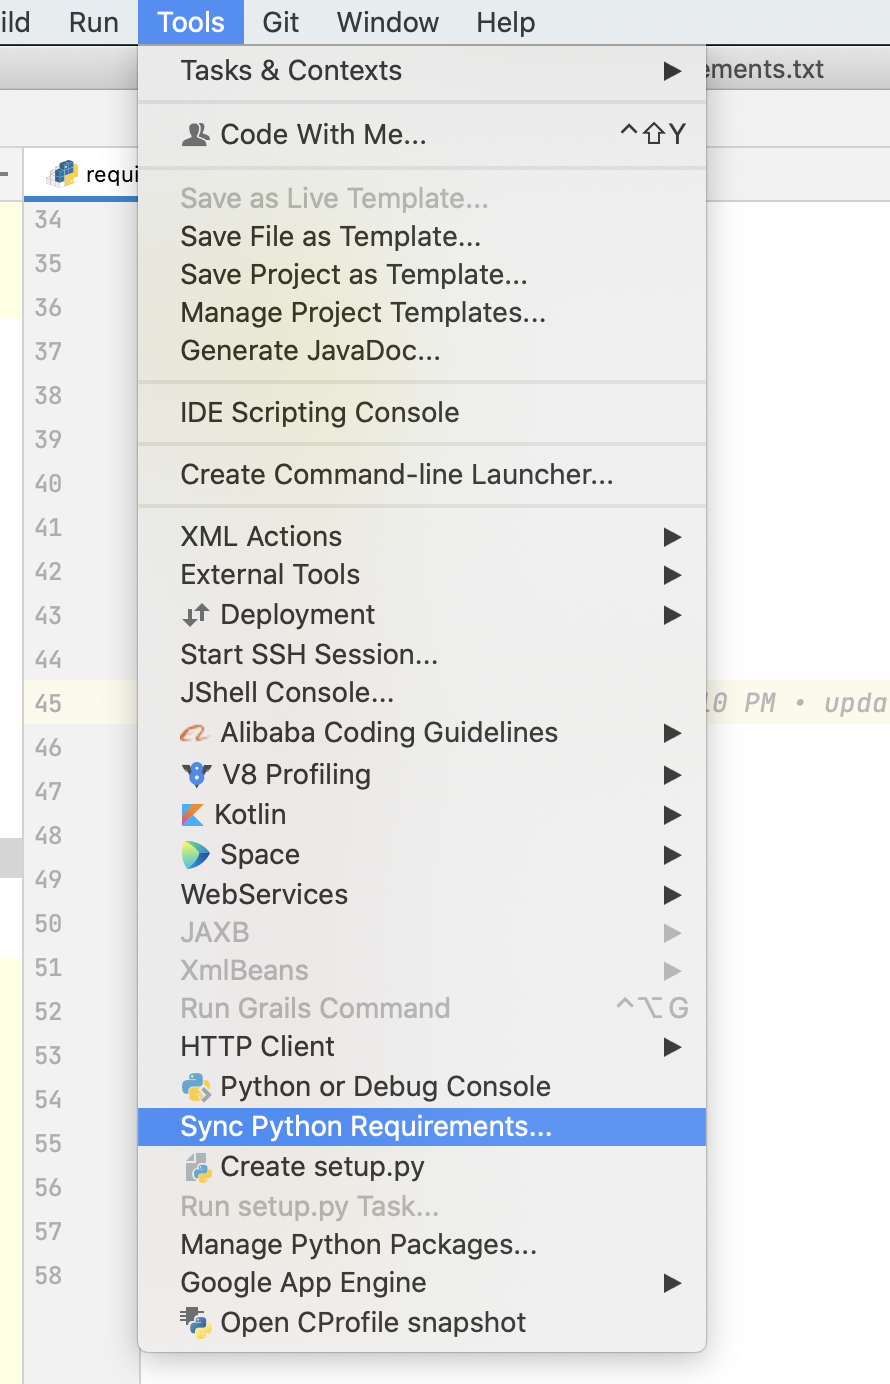 ild Run Tools Git Window Help
Tasks & Contexts
ements.txt
Code With Me... ^⇧Y
requi
Save as Live Template...
34
Save File as Template...
35
Save Project as Template...
36
Manage Project Templates...
37
Generate JavaDoc...
38
IDE Scripting Console
39
40
Create Command-line Launcher...
41
XML Actions
42
External Tools
43
Deployment
44
Start SSH Session...
45
JShell Console...
10 PM • upda
46
Alibaba Coding Guidelines
47
V8 Profiling
48
Kotlin
49
Space
50
WebServices
51
JAXB
XmlBeans
52
Run Grails Command ^⌥G
53
HTTP Client
54
Python or Debug Console
55
Sync Python Requirements...
56
Create setup.py
57
Run setup.py Task...
Manage Python Packages...
58
Google App Engine
Open CProfile snapshot